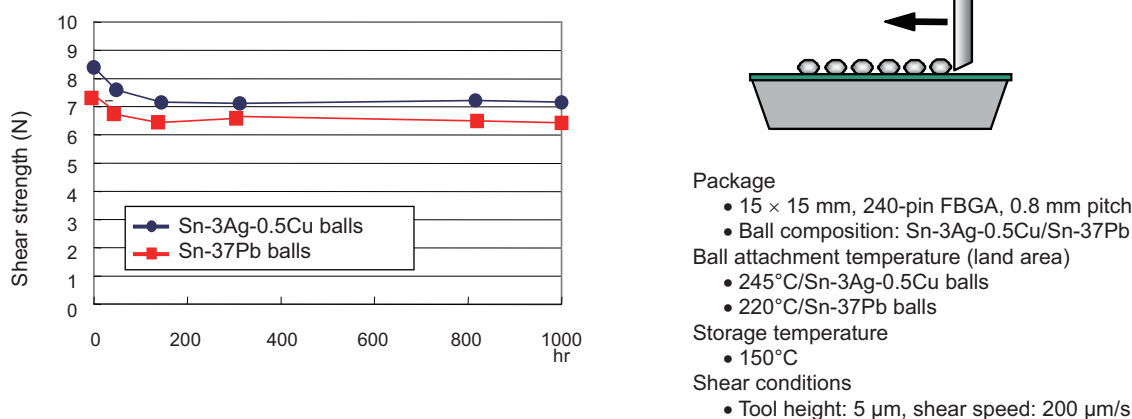 10
9
8
7
6
5
4
3
2
1
0
Shear strength (N)
Sn-3Ag-0.5Cu balls
Sn-37Pb balls
0 200 400 600 800 1000
hr
Package
• 15 × 15 mm, 240-pin FBGA, 0.8 mm pitch
• Ball composition: Sn-3Ag-0.5Cu/Sn-37Pb
Ball attachment temperature (land area)
• 245°C/Sn-3Ag-0.5Cu balls
• 220°C/Sn-37Pb balls
Storage temperature
• 150°C
Shear conditions
• Tool height: 5 μm, shear speed: 200 μm/s